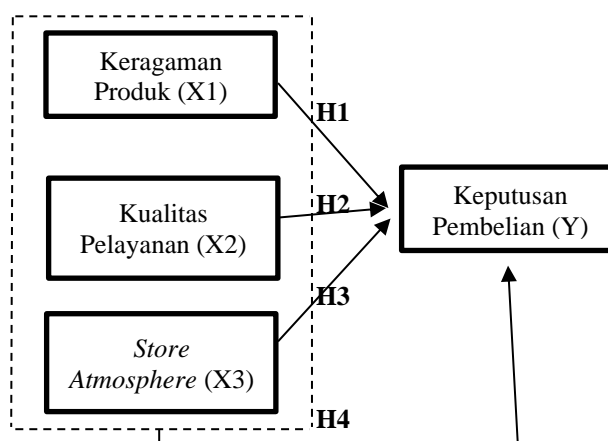 Keragaman
Produk (X1)
H1
Kualitas
Pelayanan (X2)
H2
Keputusan
Pembelian (Y)
H3
Store
Atmosphere (X3)
H4